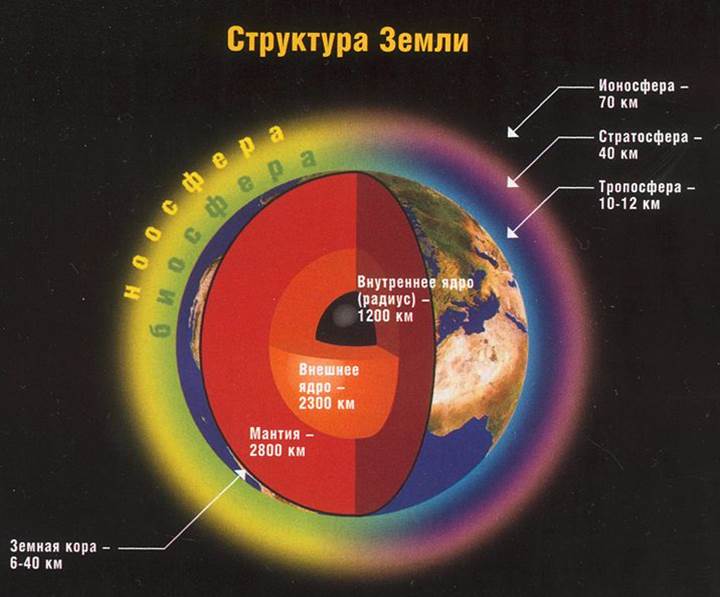 Структура Земли
Ионосфера –
70 км
Стратосфера –
40 км
Тропосфера –
10-12 км
ноосфера
биосфера
Внутреннее ядро
(радиус) –
1200 км
Внешнее
ядро –
2300 км
Мантия –
2800 км
Земная кора –
6-40 км